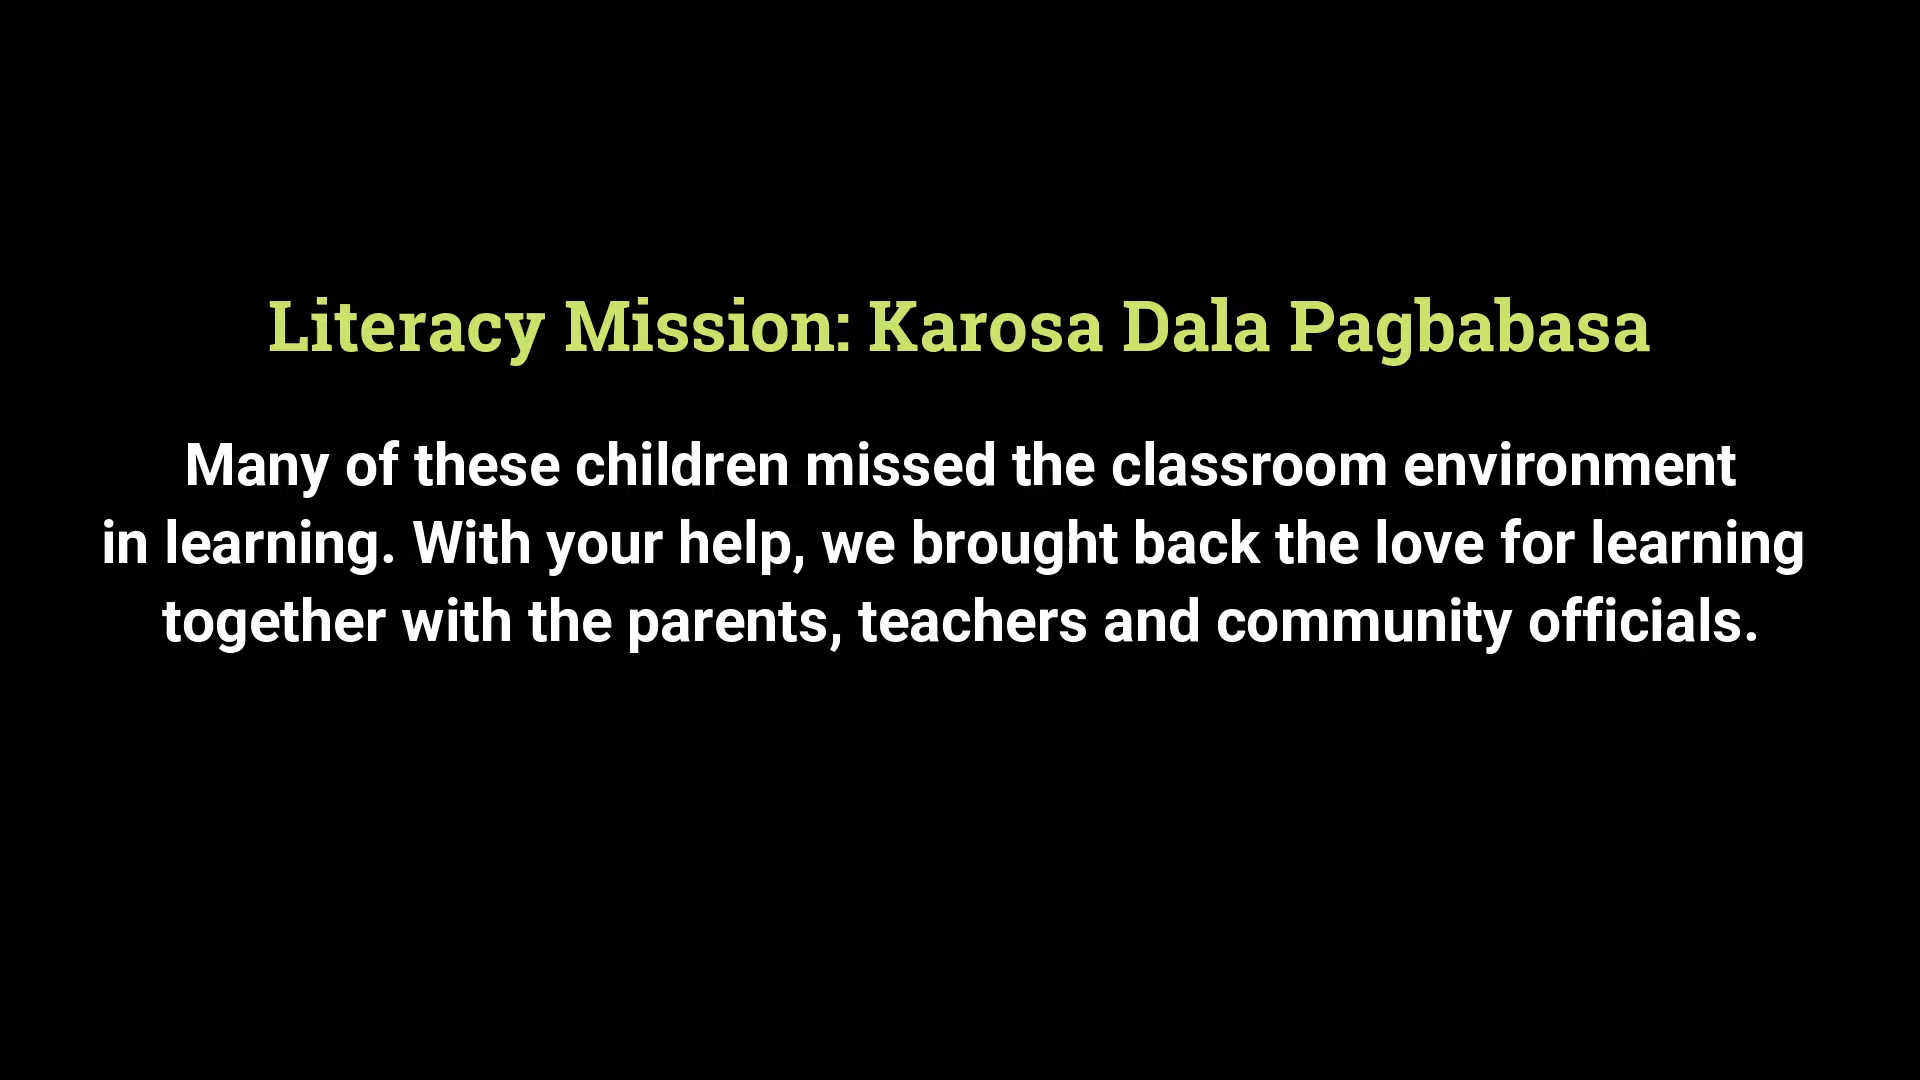 Literacy Mission: Karosa Dala Pagbabasa
Many of these children missed the classroom environment
in learning. With your help, we brought back the love for learning
together with the parents, teachers and community officials.